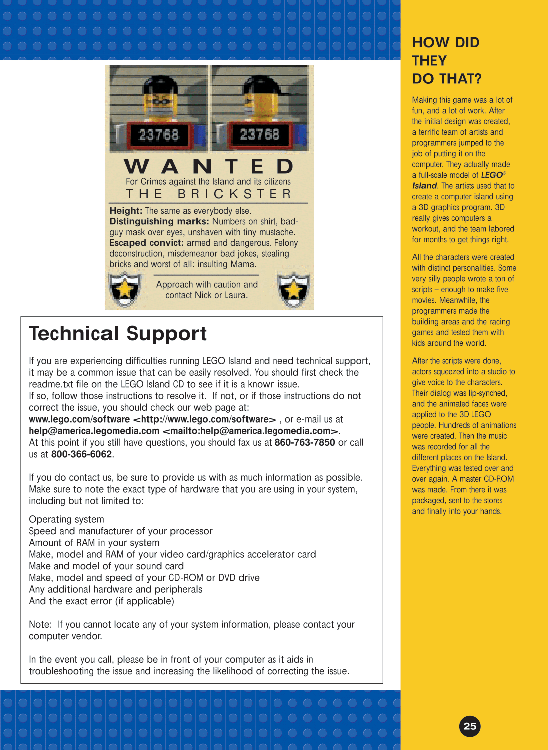 23768
23768
WANTED
For Crimes against the Island and its citizens
THE BRICKSTER
Height: The same as everybody else.
Distinguishing marks: Numbers on shirt, bad-
guy mask over eyes, unshaven with tiny mustache.
Escaped convict: armed and dangerous. Felony
deconstruction, misdemeanor bad jokes, stealing
bricks and worst of all: insulting Mama.
Approach with caution and
contact Nick or Laura.
Technical Support
If you are experiencing difficulties running LEGO Island and need technical support,
it may be a common issue that can be easily resolved. You should first check the
readme.txt file on the LEGO Island CD to see if it is a known issue.
If so, follow those instructions to resolve it.  If not, or if those instructions do not
correct the issue, you should check our web page at:
www.lego.com/software <http://www.lego.com/software> , or e-mail us at
help@america.legomedia.com <mailto:help@america.legomedia.com>.
At this point if you still have questions, you should fax us at 860-763-7850 or call
us at 800-366-6062.
If you do contact us, be sure to provide us with as much information as possible.
Make sure to note the exact type of hardware that you are using in your system,
including but not limited to:
Operating system
Speed and manufacturer of your processor
Amount of RAM in your system
Make, model and RAM of your video card/graphics accelerator card
Make and model of your sound card
Make, model and speed of your CD-ROM or DVD drive
Any additional hardware and peripherals
And the exact error (if applicable)
Note:  If you cannot locate any of your system information, please contact your
computer vendor.
In the event you call, please be in front of your computer as it aids in
troubleshooting the issue and increasing the likelihood of correcting the issue.
HOW DID
THEY
DO THAT?
Making this game was a lot of
fun, and a lot of work. After
the initial design was created,
a terrific team of artists and
programmers jumped to the
job of putting it on the
computer. They actually made
a full-scale model of LEGO®
Island. The artists used that to
create a computer island using
a 3D graphics program. 3D
really gives computers a
workout, and the team labored
for months to get things right.
All the characters were created
with distinct personalities. Some
very silly people wrote a ton of
scripts – enough to make five
movies. Meanwhile, the
programmers made the
building areas and the racing
games and tested them with
kids around the world.
After the scripts were done,
actors squeezed into a studio to
give voice to the characters.
Their dialog was lip-synched,
and the animated faces were
applied to the 3D LEGO
people. Hundreds of animations
were created. Then the music
was recorded for all the
different places on the Island.
Everything was tested over and
over again. A master CD-ROM
was made. From there it was
packaged, sent to the stores
and finally into your hands.
25